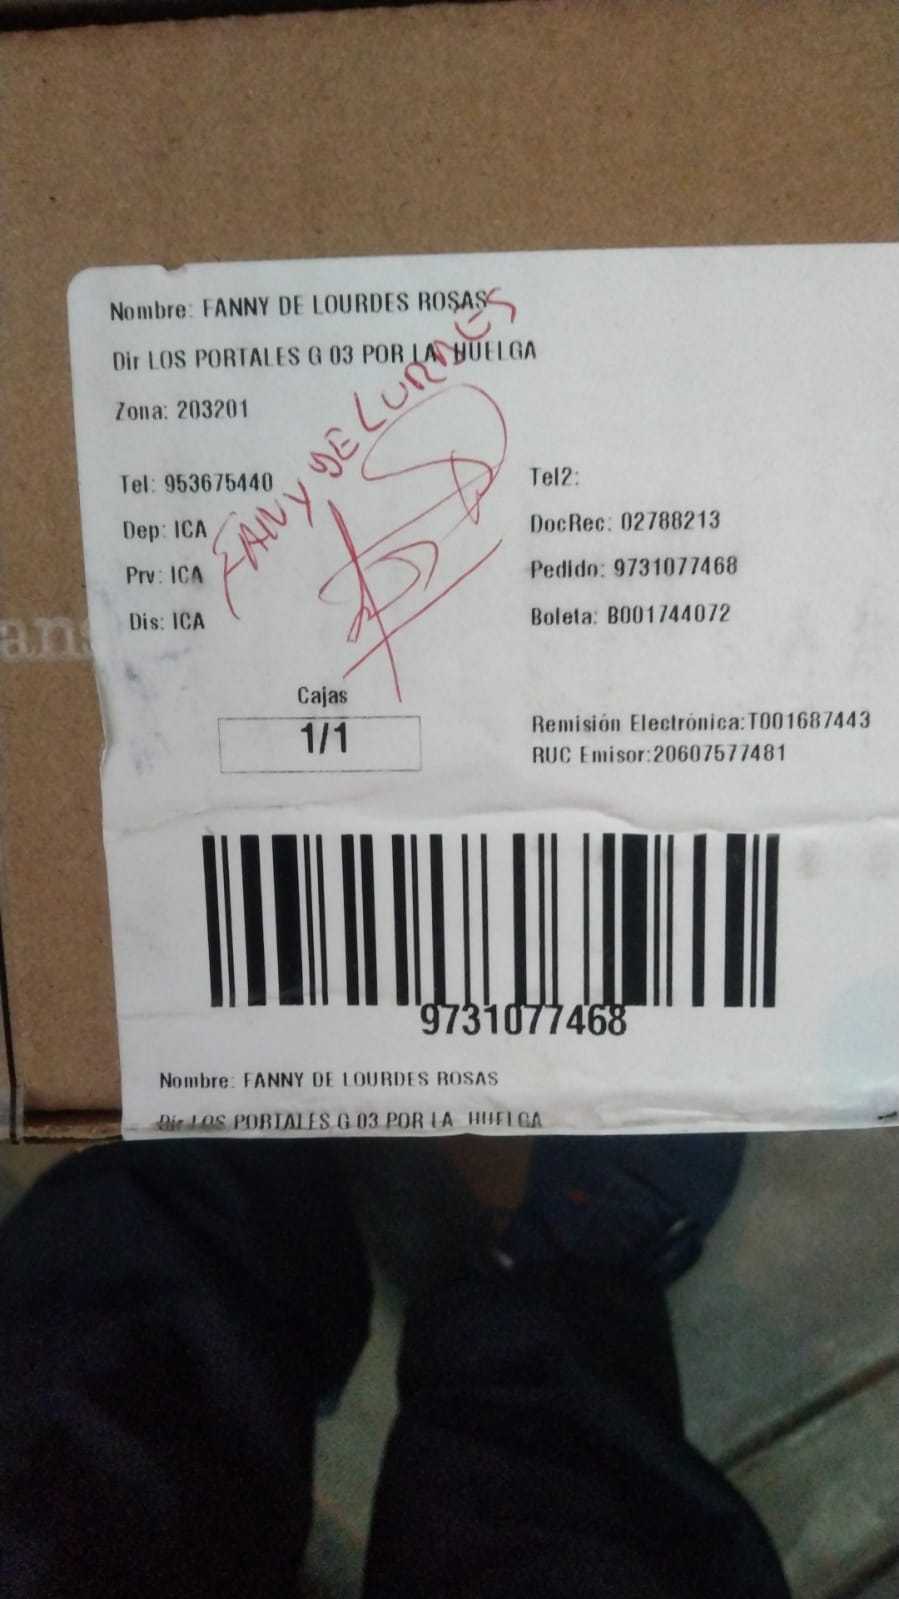 Nombre: FANNY DE LOURDES ROSAS
Dir LOS PORTALES G 03 POR LA HUELGA
Zona: 203201
FANY DE LURDES
Tel: 953675440
Tel2:
Dep: ICA
DocRec: 02788213
Prv: ICA
Pedido: 9731077468
Dis: ICA
Boleta: B001744072
ans
Cajas
1/1
Remisión Electrónica:T001687443
RUC Emisor:20607577481
9731077468
Nombre: FANNY DE LOURDES ROSAS
Dir LOS PORTALES G 03 POR LA HUELGA